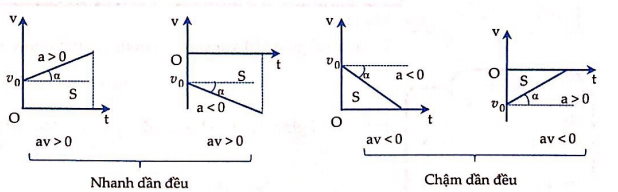 v
a > 0
v₀
α
S
O
t
av > 0
v
O
t
v₀
S
α
a < 0
av > 0
Nhanh dần đều
v
v₀
α
a < 0
S
O
t
av < 0
v
O
t
S
v₀
α
a > 0
av < 0
Chậm dần đều